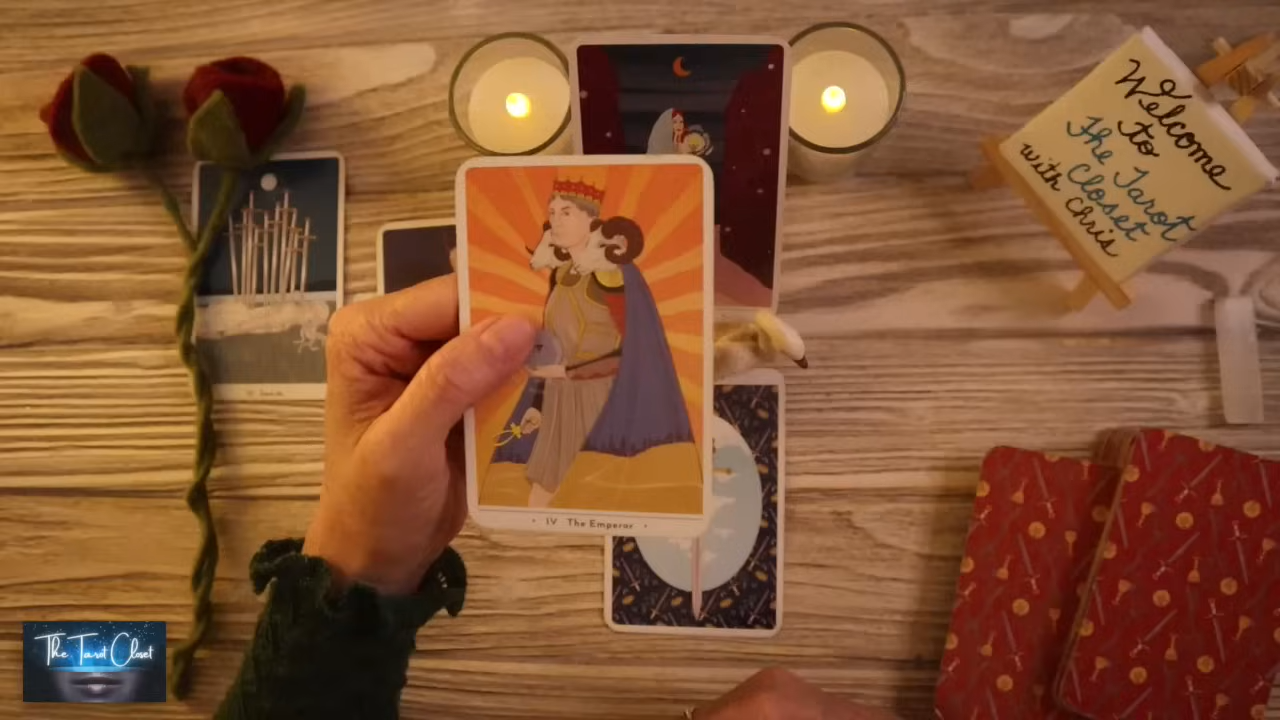 Welcome
to
The Tarot
Closet
with Chris
• IV The Emperor •
The Tarot Closet